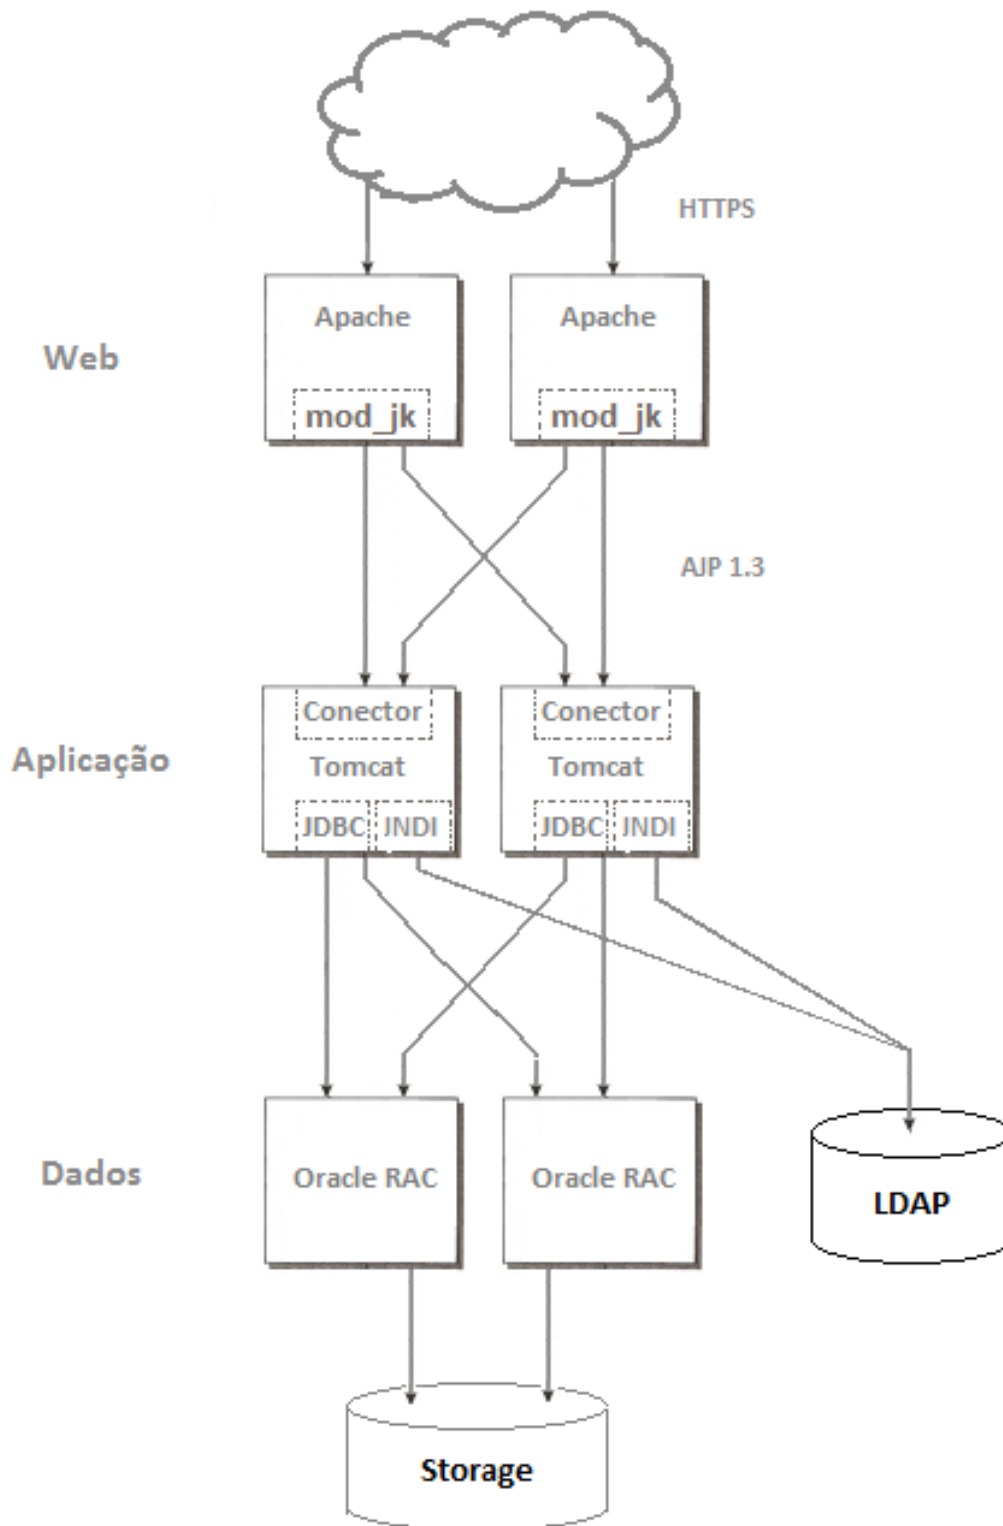 HTTPS
Apache
Apache
Web
mod_jk
mod_jk
AJP 1.3
Conector
Conector
Aplicação
Tomcat
Tomcat
JDBC
JNDI
JDBC
JNDI
Dados
Oracle RAC
Oracle RAC
LDAP
Storage